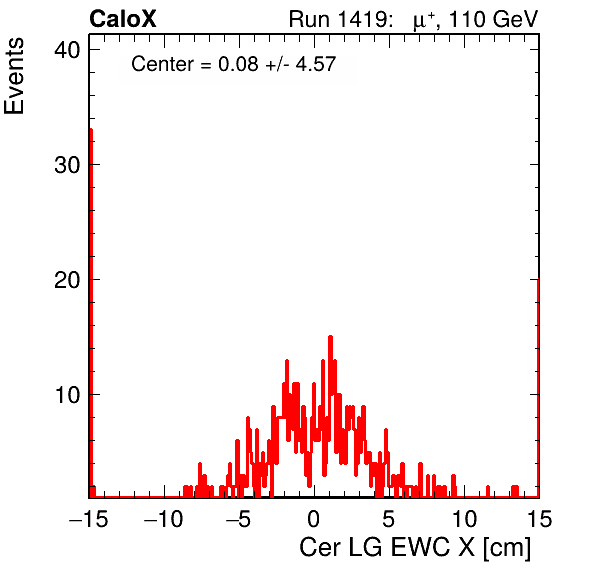 CaloX
Run 1419: μ⁺, 110 GeV
Center = 0.08 +/- 4.57
Events
40
30
20
10
−15 −10 −5 0 5 10 15
Cer LG EWC X [cm]